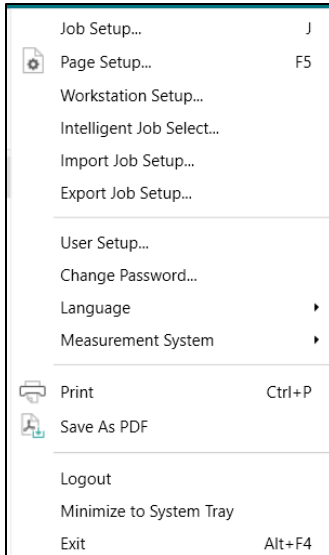 Job Setup... J
Page Setup... F5
Workstation Setup...
Intelligent Job Select...
Import Job Setup...
Export Job Setup...
User Setup...
Change Password...
Language
Measurement System
Print Ctrl+P
Save As PDF
Logout
Minimize to System Tray
Exit Alt+F4